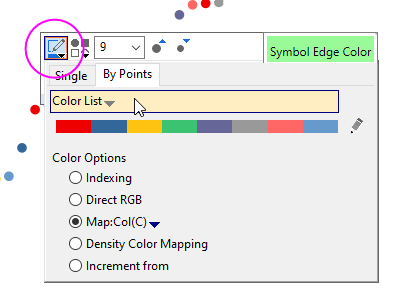 9
Symbol Edge Color
Single
By Points
Color List
Color Options
Indexing
Direct RGB
Map:Col(C)
Density Color Mapping
Increment from